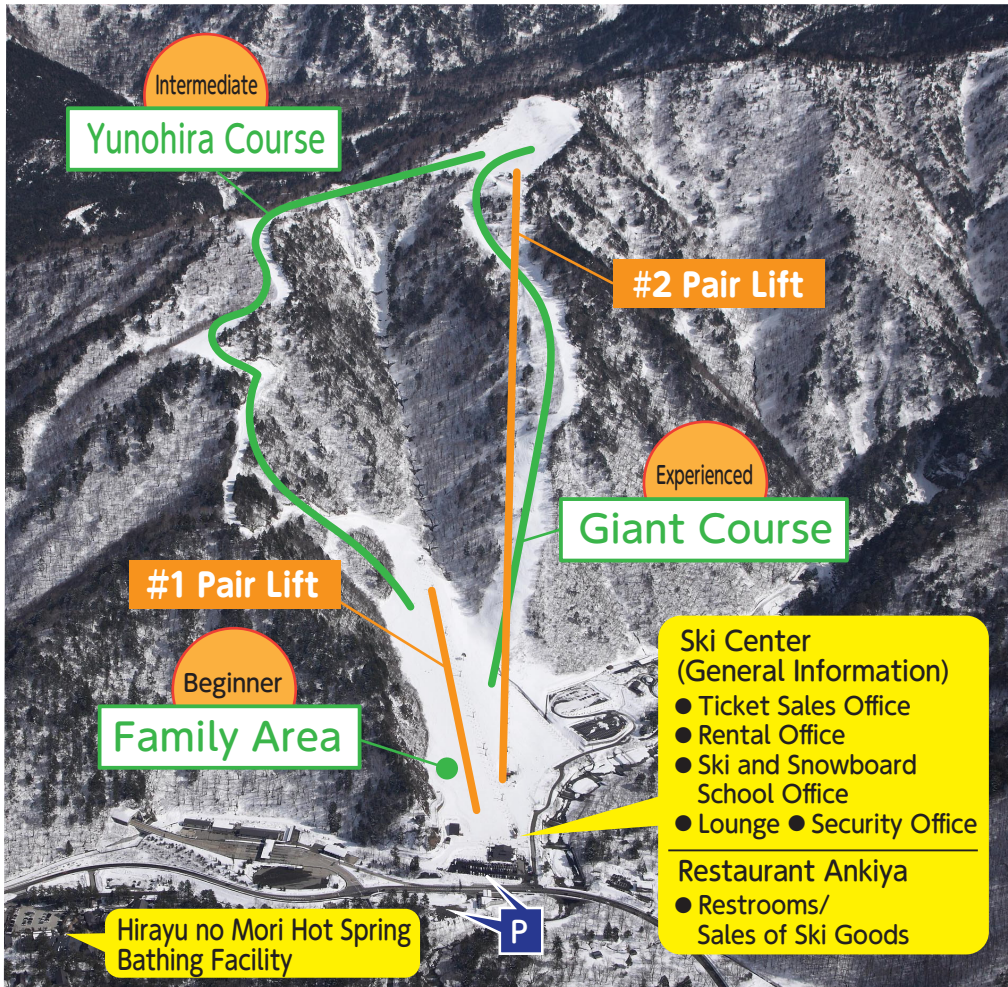 Intermediate
Yunohira Course
#2 Pair Lift
Experienced
Giant Course
#1 Pair Lift
Beginner
Family Area
Ski Center
(General Information)
● Ticket Sales Office
● Rental Office
● Ski and Snowboard
School Office
● Lounge ● Security Office
Restaurant Ankiya
● Restrooms/
Sales of Ski Goods
P
Hirayu no Mori Hot Spring
Bathing Facility